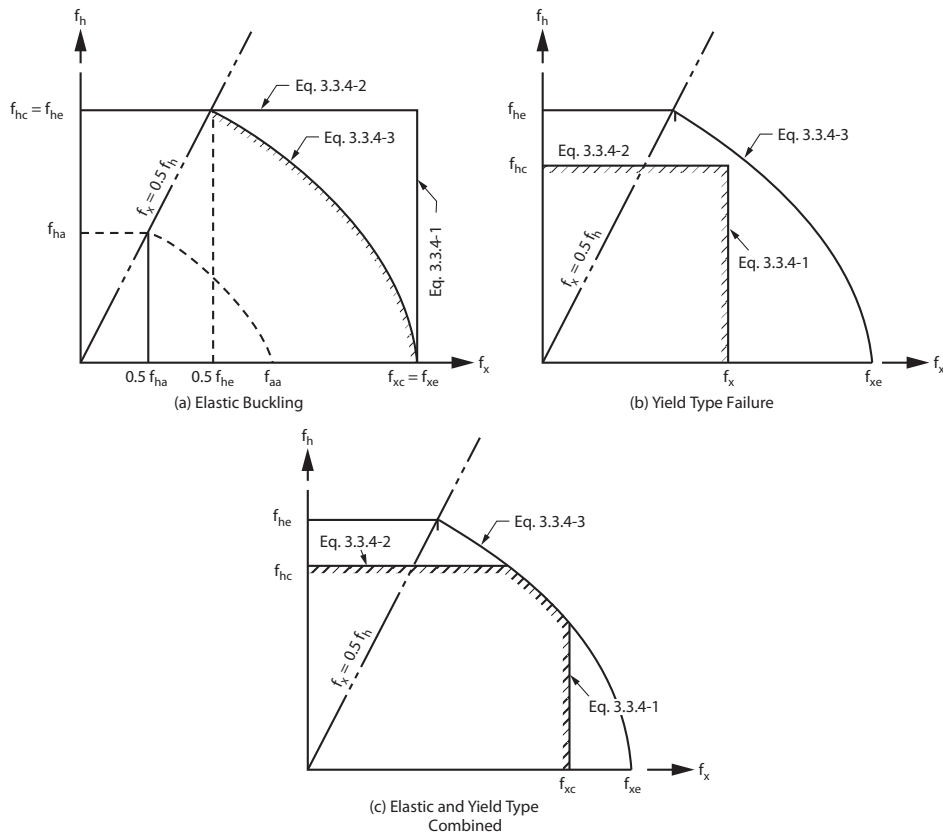 f_h
Eq. 3.3.4-2
f_hc = f_he
Eq. 3.3.4-3
f_x = 0.5 f_h
f_ha
Eq. 3.3.4-1
f_x
0.5 f_ha
0.5 f_he
f_aa
f_xc = f_xe
(a) Elastic Buckling
f_h
f_he
Eq. 3.3.4-3
Eq. 3.3.4-2
f_hc
f_x = 0.5 f_h
Eq. 3.3.4-1
f_x
f_x
f_xe
(b) Yield Type Failure
f_h
f_he
Eq. 3.3.4-3
Eq. 3.3.4-2
f_hc
f_x = 0.5 f_h
Eq. 3.3.4-1
f_x
f_xc
f_xe
(c) Elastic and Yield Type
Combined